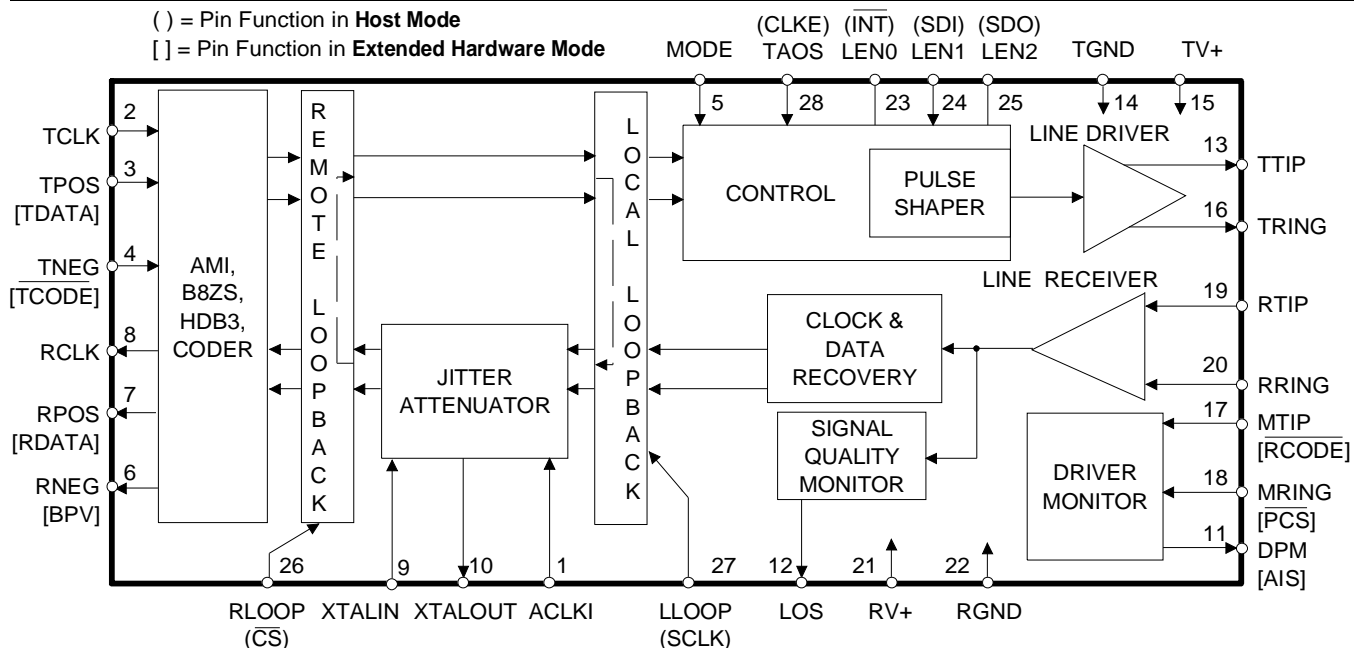 ( ) = Pin Function in Host Mode
[ ] = Pin Function in Extended Hardware Mode
(CLKE) (INT) (SDI) (SDO)
MODE TAOS LEN0 LEN1 LEN2 TGND TV+
5 28 23 24 25 14 15
2
TCLK
3
TPOS
[TDATA]
4
TNEG
[TCODE]
8
RCLK
7
RPOS
[RDATA]
6
RNEG
[BPV]
AMI,
B8ZS,
HDB3,
CODER
REMOTE LOOPBACK
JITTER
ATTENUATOR
LOCAL LOOPBACK
CONTROL
PULSE
SHAPER
LINE DRIVER
13
TTIP
16
TRING
LINE RECEIVER
19
RTIP
20
RRING
CLOCK &
DATA
RECOVERY
SIGNAL
QUALITY
MONITOR
DRIVER
MONITOR
17
MTIP
[RCODE]
18
MRING
[PCS]
11
DPM
[AIS]
26 9 10 1 27 12 21 22
RLOOP XTALIN XTALOUT ACLKI LLOOP LOS RV+ RGND
(CS) (SCLK)